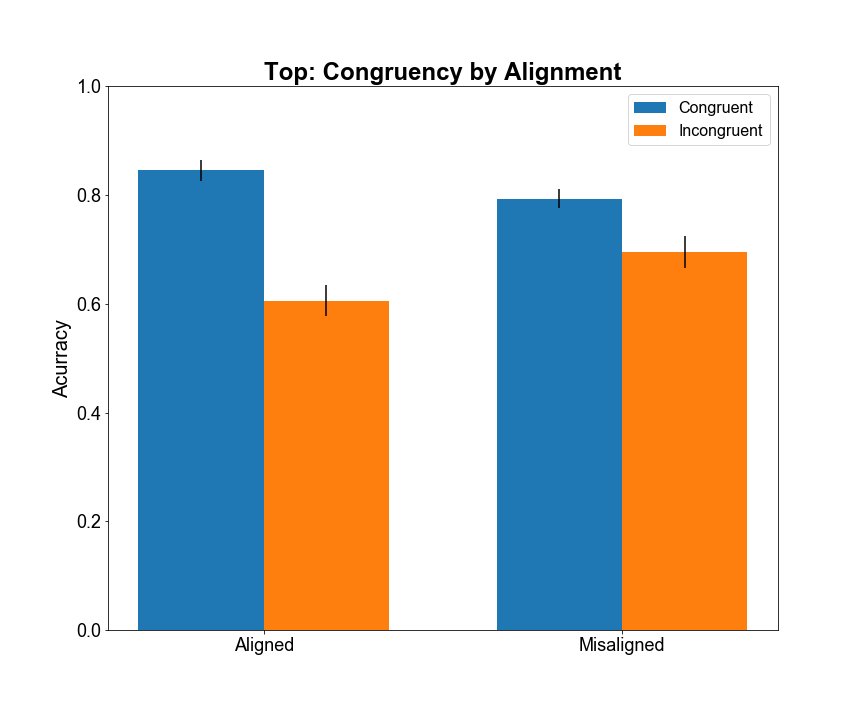 Top: Congruency by Alignment
Congruent
Incongruent
1.0
0.8
0.6
0.4
0.2
0.0
Acurracy
Aligned
Misaligned